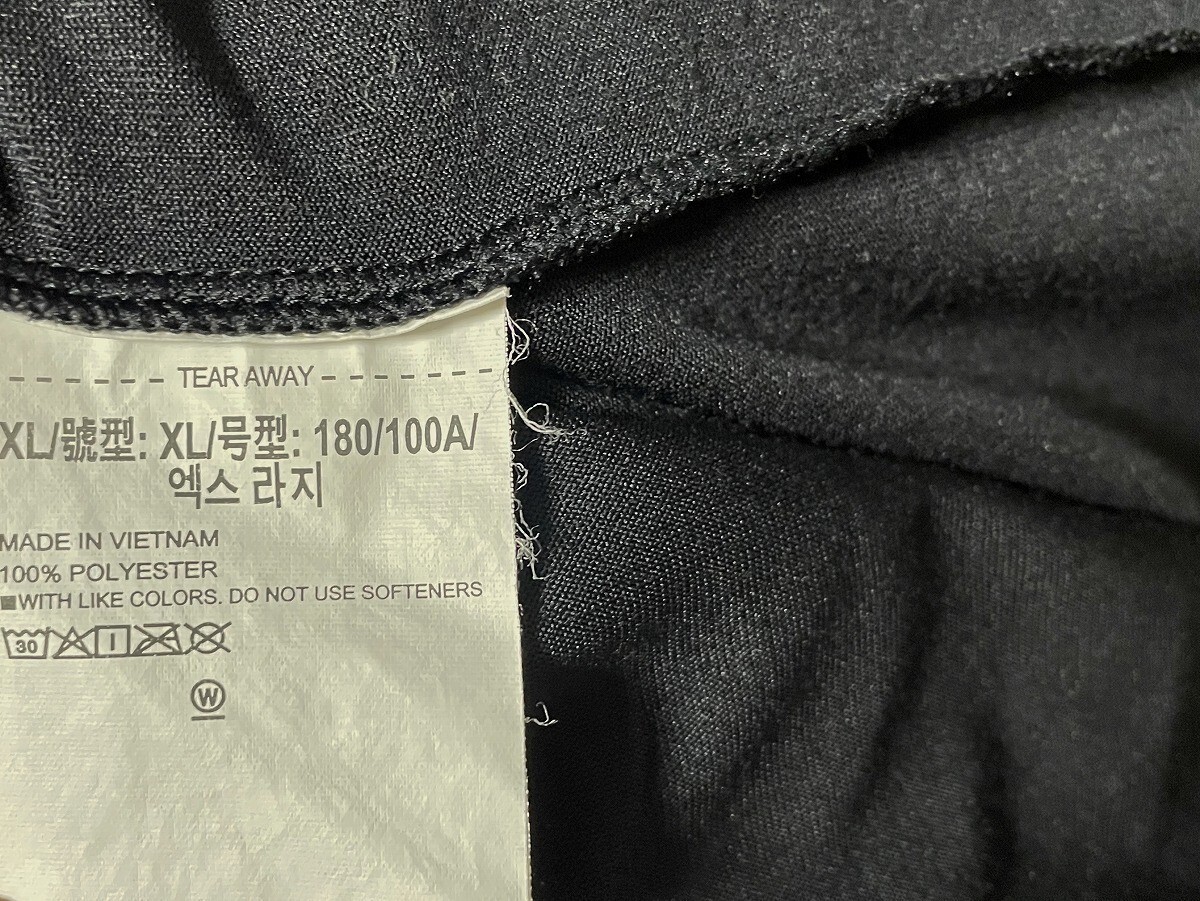 TEAR AWAY
XL/號型: XL/号型: 180/100A/
엑스 라지
MADE IN VIETNAM
100% POLYESTER
■WITH LIKE COLORS. DO NOT USE SOFTENERS
30
W